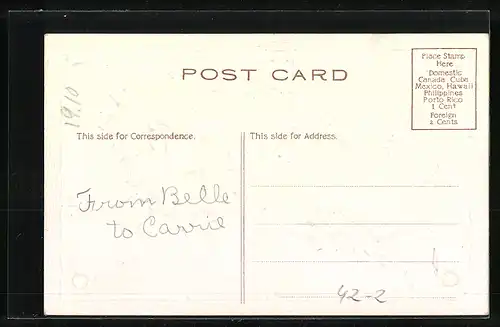 POST CARD
Place Stamp
Here
Domestic
Canada Cuba
Mexico, Hawaii
Philippines
Porto Rico
1 Cent
Foreign
2 Cents
1910
This side for Correspondence.
This side for Address.
From Belle
to Carrie
42-2